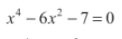 x⁴ − 6x² − 7 = 0